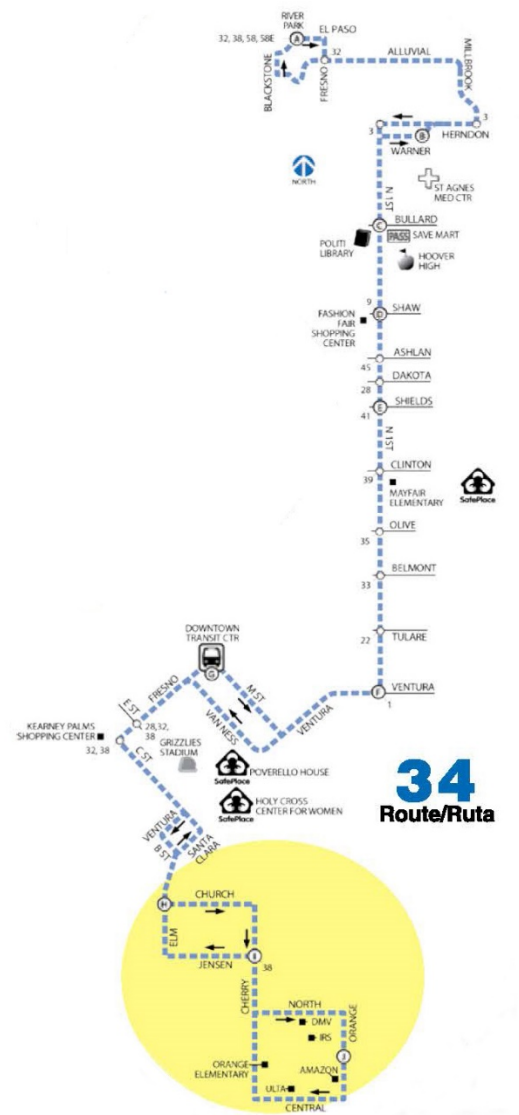 RIVER
PARK
32, 38, 58, 58E
A
EL PASO
32
BLACKSTONE
FRESNO
ALLUVIAL
MILLBROOK
3
3
HERNDON
B
WARNER
NORTH
ST AGNES
MED CTR
N 1ST
C
BULLARD
PASS SAVE MART
POLITI
LIBRARY
HOOVER
HIGH
9
D
SHAW
FASHION
FAIR
SHOPPING
CENTER
ASHLAN
45
DAKOTA
28
E
SHIELDS
41
N 1ST
CLINTON
39
MAYFAIR
ELEMENTARY
SafePlace
OLIVE
35
BELMONT
33
DOWNTOWN
TRANSIT CTR
22
TULARE
G
F
VENTURA
1
M ST
FRESNO
VAN NESS
VENTURA
E ST
28,32,
38
KEARNEY PALMS
SHOPPING CENTER
32, 38
C ST
GRIZZLIES
STADIUM
SafePlace
POVERELLO HOUSE
SafePlace
HOLY CROSS
CENTER FOR WOMEN
34
Route/Ruta
VENTURA
B ST
SANTA
CLARA
H
CHURCH
ELM
JENSEN
I
38
CHERRY
NORTH
DMV
IRS
ORANGE
J
ORANGE
ELEMENTARY
AMAZON
ULTA
CENTRAL